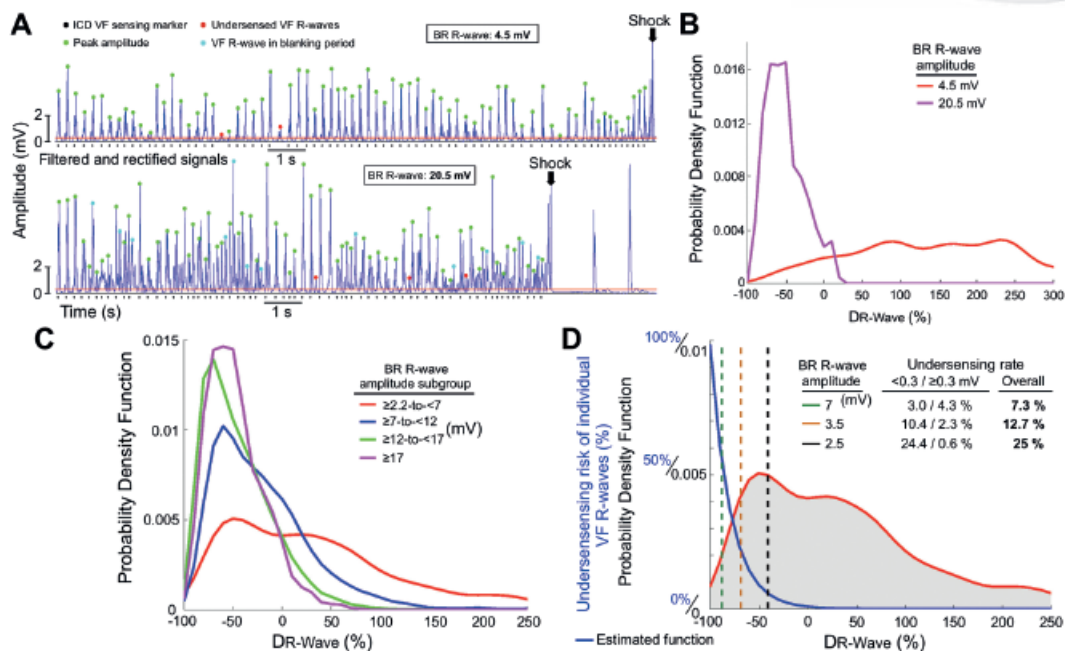 A
ICD VF sensing marker
Undersensed VF R-waves
Peak amplitude
VF R-wave in blanking period
BR R-wave: 4.5 mV
Shock
2
0
Filtered and rectified signals
1 s
Amplitude (mV)
BR R-wave: 20.5 mV
Shock
2
0
Time (s)
1 s
B
BR R-wave
amplitude
4.5 mV
20.5 mV
Probability Density Function
0.016
0.012
0.008
0.004
0
-100
-50
0
50
100
150
200
250
300
DR-Wave (%)
C
BR R-wave
amplitude subgroup
≥2.2-to-<7
≥7-to-<12
(mV)
≥12-to-<17
≥17
Probability Density Function
0.015
0.01
0.005
0
-100
-50
0
50
100
150
200
250
DR-Wave (%)
D
Undersensensing risk of individual
VF R-waves (%)
Probability Density Function
100%/
0.01
50%/
0.005
0%/
0
BR R-wave
amplitude
(mV)
Undersensing rate
<0.3 / ≥0.3 mV Overall
7 3.0 / 4.3 % 7.3 %
3.5 10.4 / 2.3 % 12.7 %
2.5 24.4 / 0.6 % 25 %
-100
-50
0
50
100
150
200
250
Estimated function
DR-Wave (%)